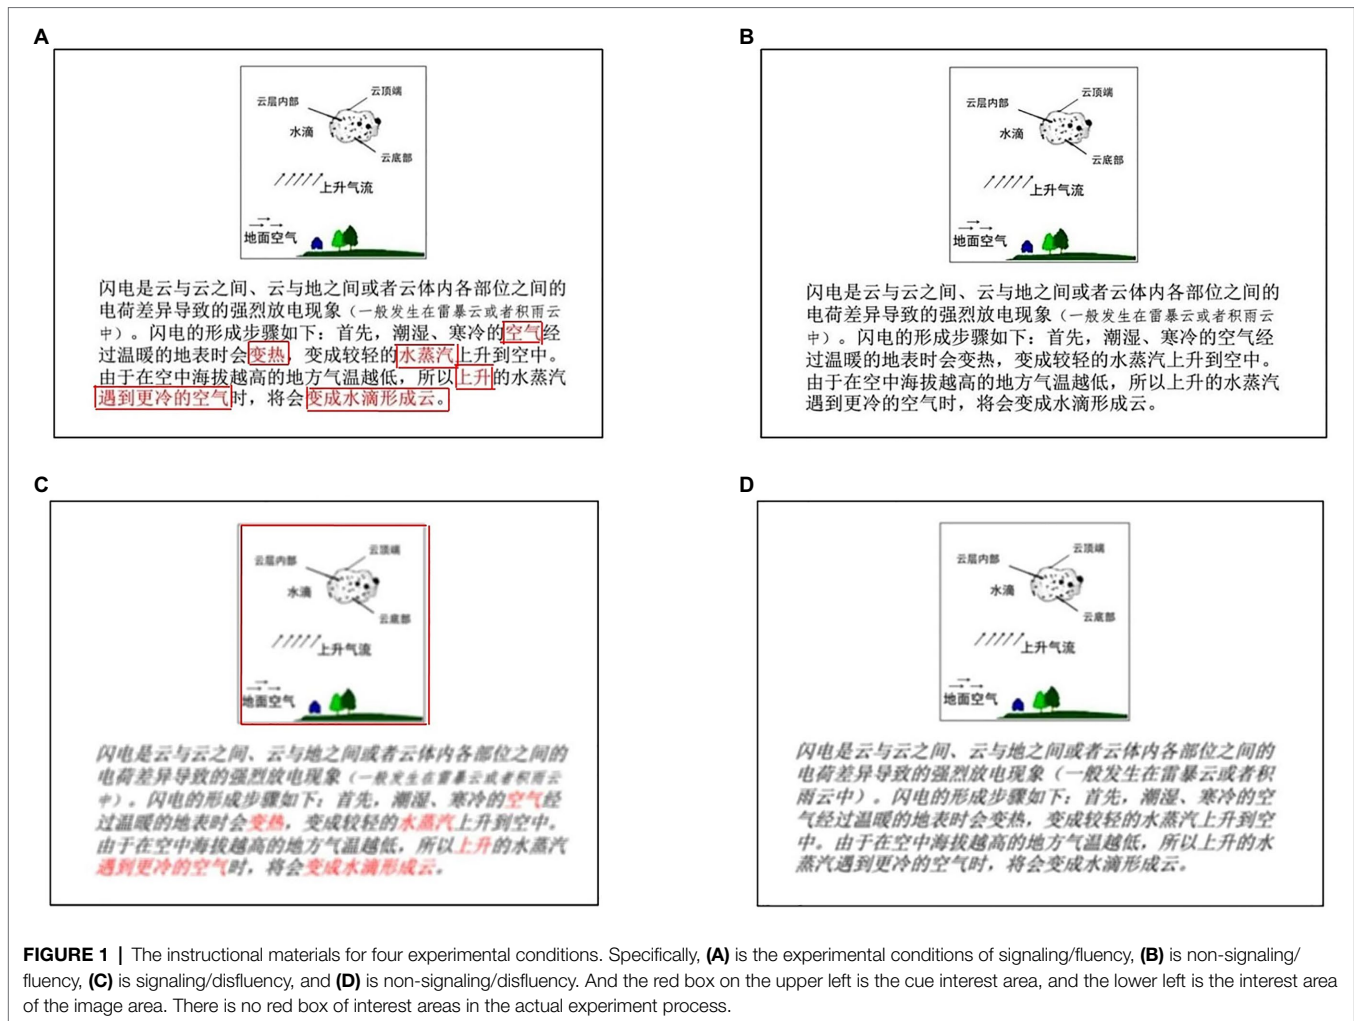 A
云顶端
云层内部
水滴
云底部
上升气流
地面空气
闪电是云与云之间、云与地之间或者云体内各部位之间的
电荷差异导致的强烈放电现象（一般发生在雷暴云或者积雨云
中）。闪电的形成步骤如下：首先，潮湿、寒冷的空气经
过温暖的地表时会变热，变成较轻的水蒸汽上升到空中。
由于在空中海拔越高的地方气温越低，所以上升的水蒸汽
遇到更冷的空气时，将会变成水滴形成云。
B
云顶端
云层内部
水滴
云底部
上升气流
地面空气
闪电是云与云之间、云与地之间或者云体内各部位之间的
电荷差异导致的强烈放电现象（一般发生在雷暴云或者积雨云
中）。闪电的形成步骤如下：首先，潮湿、寒冷的空气经
过温暖的地表时会变热，变成较轻的水蒸汽上升到空中。
由于在空中海拔越高的地方气温越低，所以上升的水蒸汽
遇到更冷的空气时，将会变成水滴形成云。
C
云顶端
云层内部
水滴
云底部
上升气流
地面空气
闪电是云与云之间、云与地之间或者云体内各部位之间的
电荷差异导致的强烈放电现象（一般发生在雷暴云或者积雨云
中）。闪电的形成步骤如下：首先，潮湿、寒冷的空气经
过温暖的地表时会变热，变成较轻的水蒸汽上升到空中。
由于在空中海拔越高的地方气温越低，所以上升的水蒸汽
遇到更冷的空气时，将会变成水滴形成云。
D
云顶端
云层内部
水滴
云底部
上升气流
地面空气
闪电是云与云之间、云与地之间或者云体内各部位之间的
电荷差异导致的强烈放电现象（一般发生在雷暴云或者积
雨云中）。闪电的形成步骤如下：首先，潮湿、寒冷的空
气经过温暖的地表时会变热，变成较轻的水蒸汽上升到空
中。由于在空中海拔越高的地方气温越低，所以上升的水
蒸汽遇到更冷的空气时，将会变成水滴形成云。
FIGURE 1 | The instructional materials for four experimental conditions. Specifically, (A) is the experimental conditions of signaling/fluency, (B) is non-signaling/
fluency, (C) is signaling/disfluency, and (D) is non-signaling/disfluency. And the red box on the upper left is the cue interest area, and the lower left is the interest area
of the image area. There is no red box of interest areas in the actual experiment process.